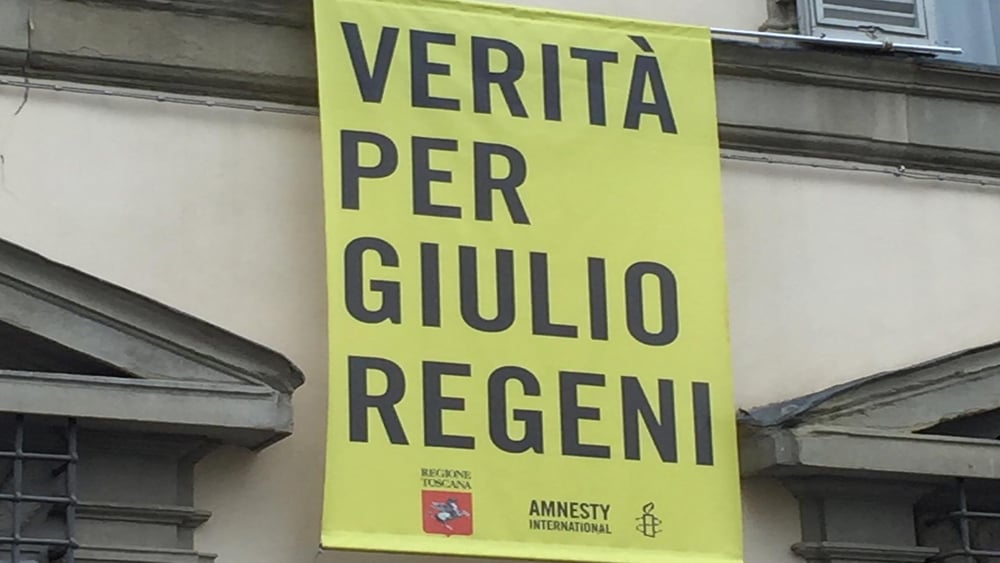 VERITÀ
PER
GIULIO
REGENI
REGIONE
TOSCANA
AMNESTY
INTERNATIONAL